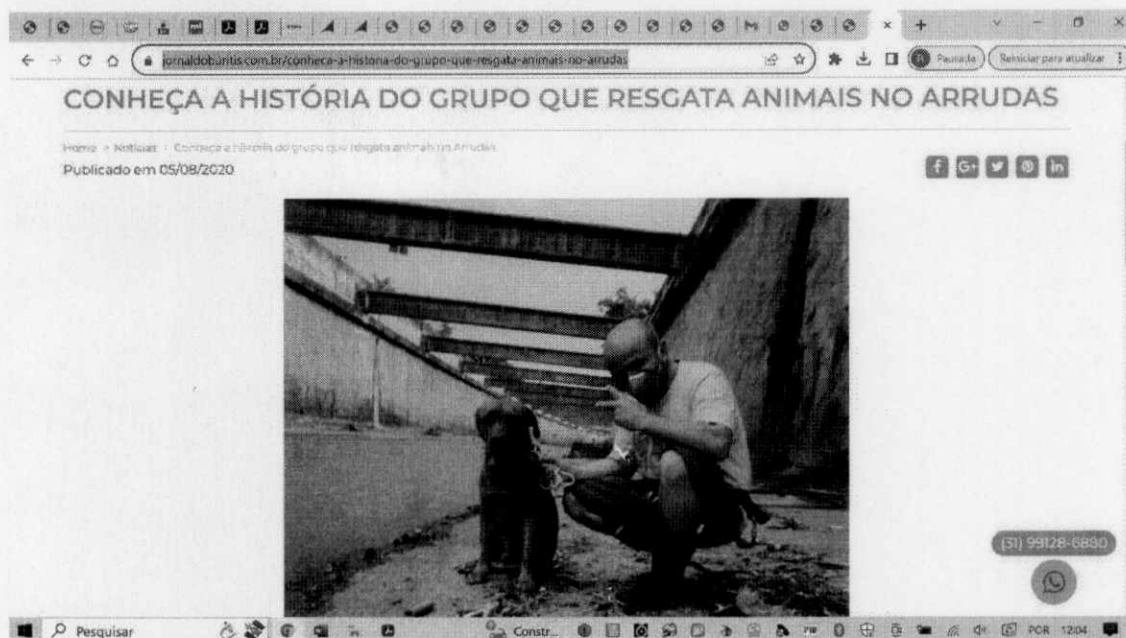 jornaldoburitis.com.br/conheca-a-historia-do-grupo-que-resgata-animais-no-arrudas
Pausada
Reiniciar para atualizar
CONHEÇA A HISTÓRIA DO GRUPO QUE RESGATA ANIMAIS NO ARRUDAS
Home > Notícias > Conheça a história do grupo que resgata animais no Arrudas
Publicado em 05/08/2020
(31) 99128-6880
Pesquisar
Constr...
POR 12:04